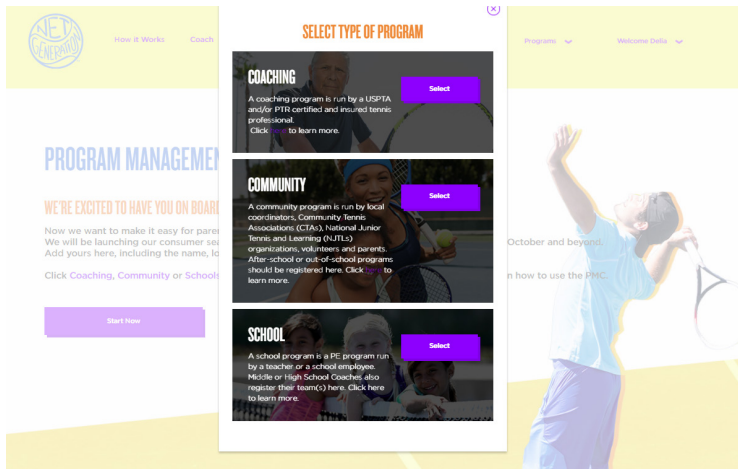 NET
GENERATION
How it Works
Coach
Programs
Welcome Delia
SELECT TYPE OF PROGRAM
COACHING
Select
A coaching program is run by a USPTA
and/or PTR certified and insured tennis
professional.
Click here to learn more.
COMMUNITY
Select
A community program is run by local
coordinators, Community Tennis
Associations (CTAs), National Junior
Tennis and Learning (NJTLs)
organizations, volunteers and parents.
After-school or out-of-school programs
should be registered here. Click here to
learn more.
SCHOOL
Select
A school program is a PE program run
by a teacher or a school employee.
Middle or High School Coaches also
register their team(s) here. Click here
to learn more.
PROGRAM MANAGEMEN
WE'RE EXCITED TO HAVE YOU ON BOARD
Now we want to make it easy for paren
We will be launching our consumer sea
October and beyond.
Add yours here, including the name, lo
Click Coaching, Community or Schools
n how to use the PMC.
Start Now